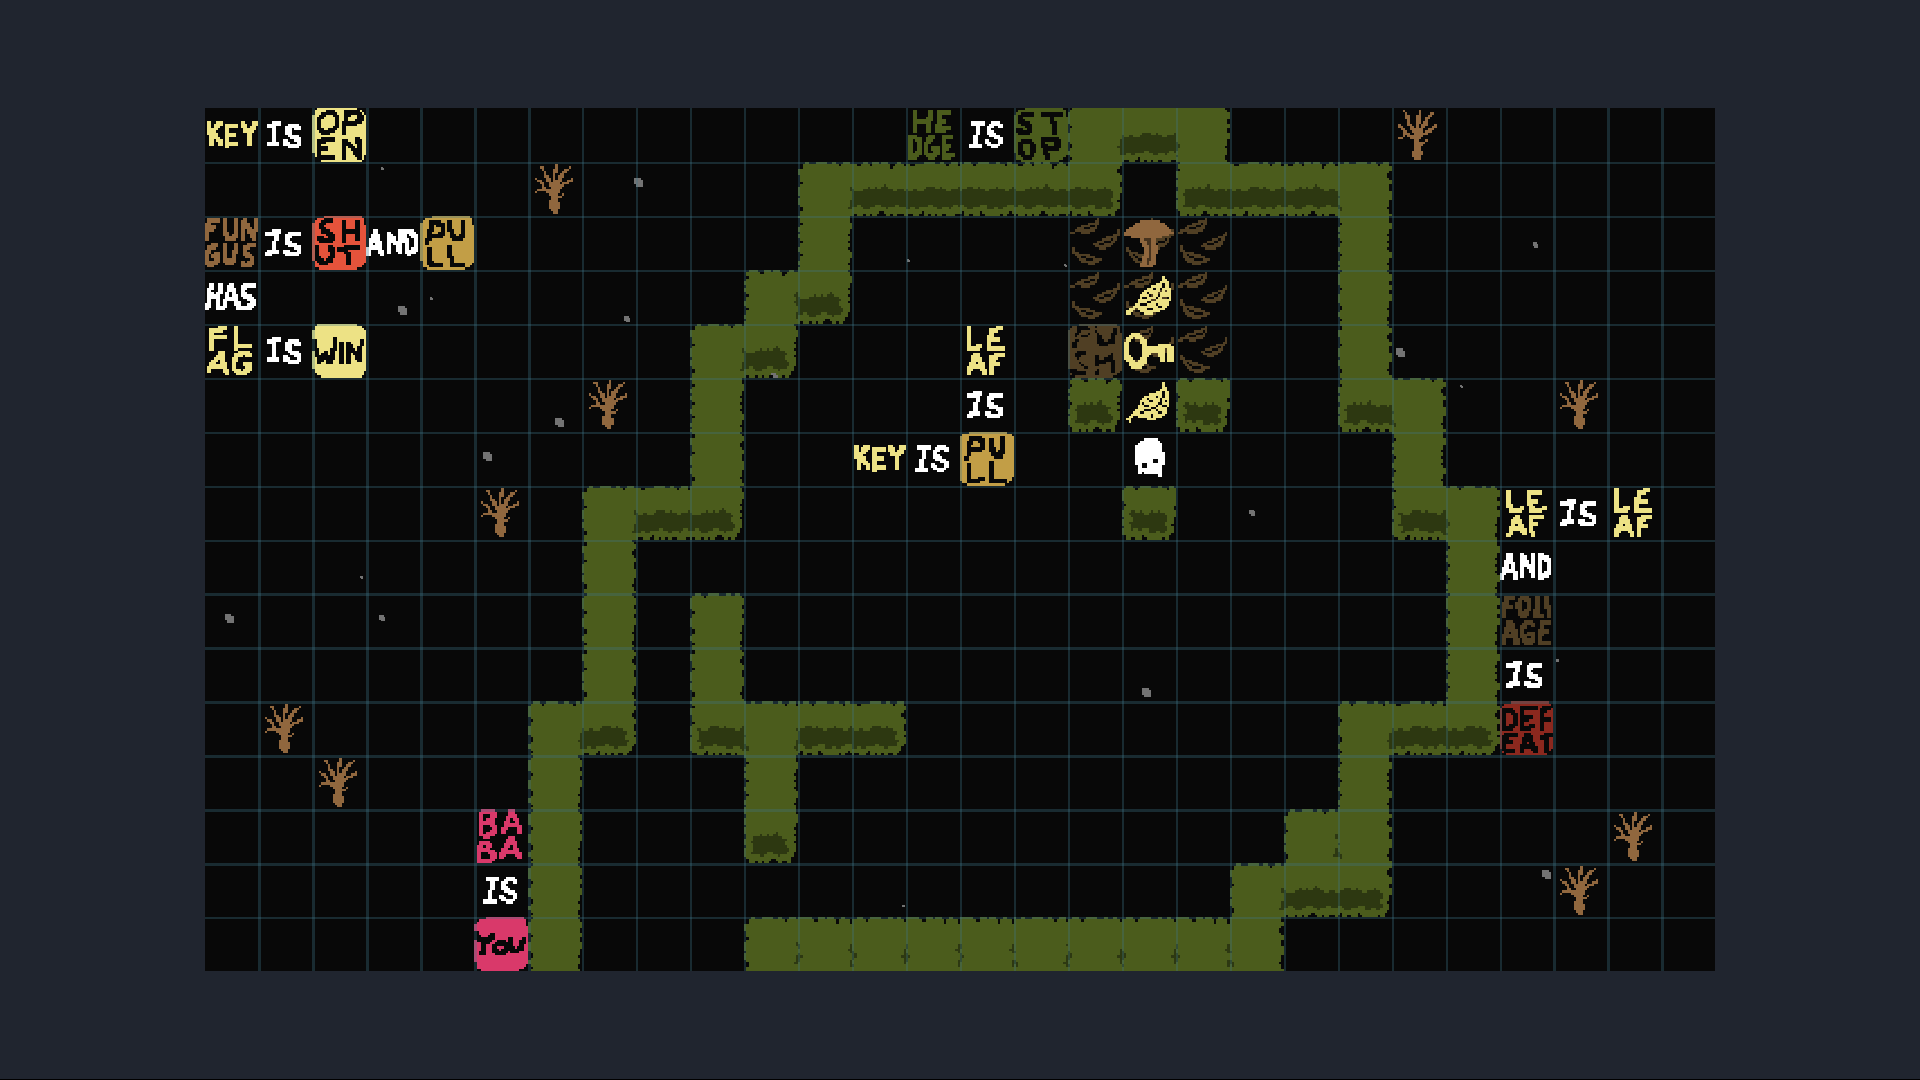 KEY IS OPEN
HEDGE IS STOP
FUNGUS IS SHUT AND PULL
HAS
FLAG IS WIN
LEAF
IS
KEY IS PULL
LEAF IS LEAF
AND
FOLIAGE
IS
DEFEAT
BABA
IS
YOU